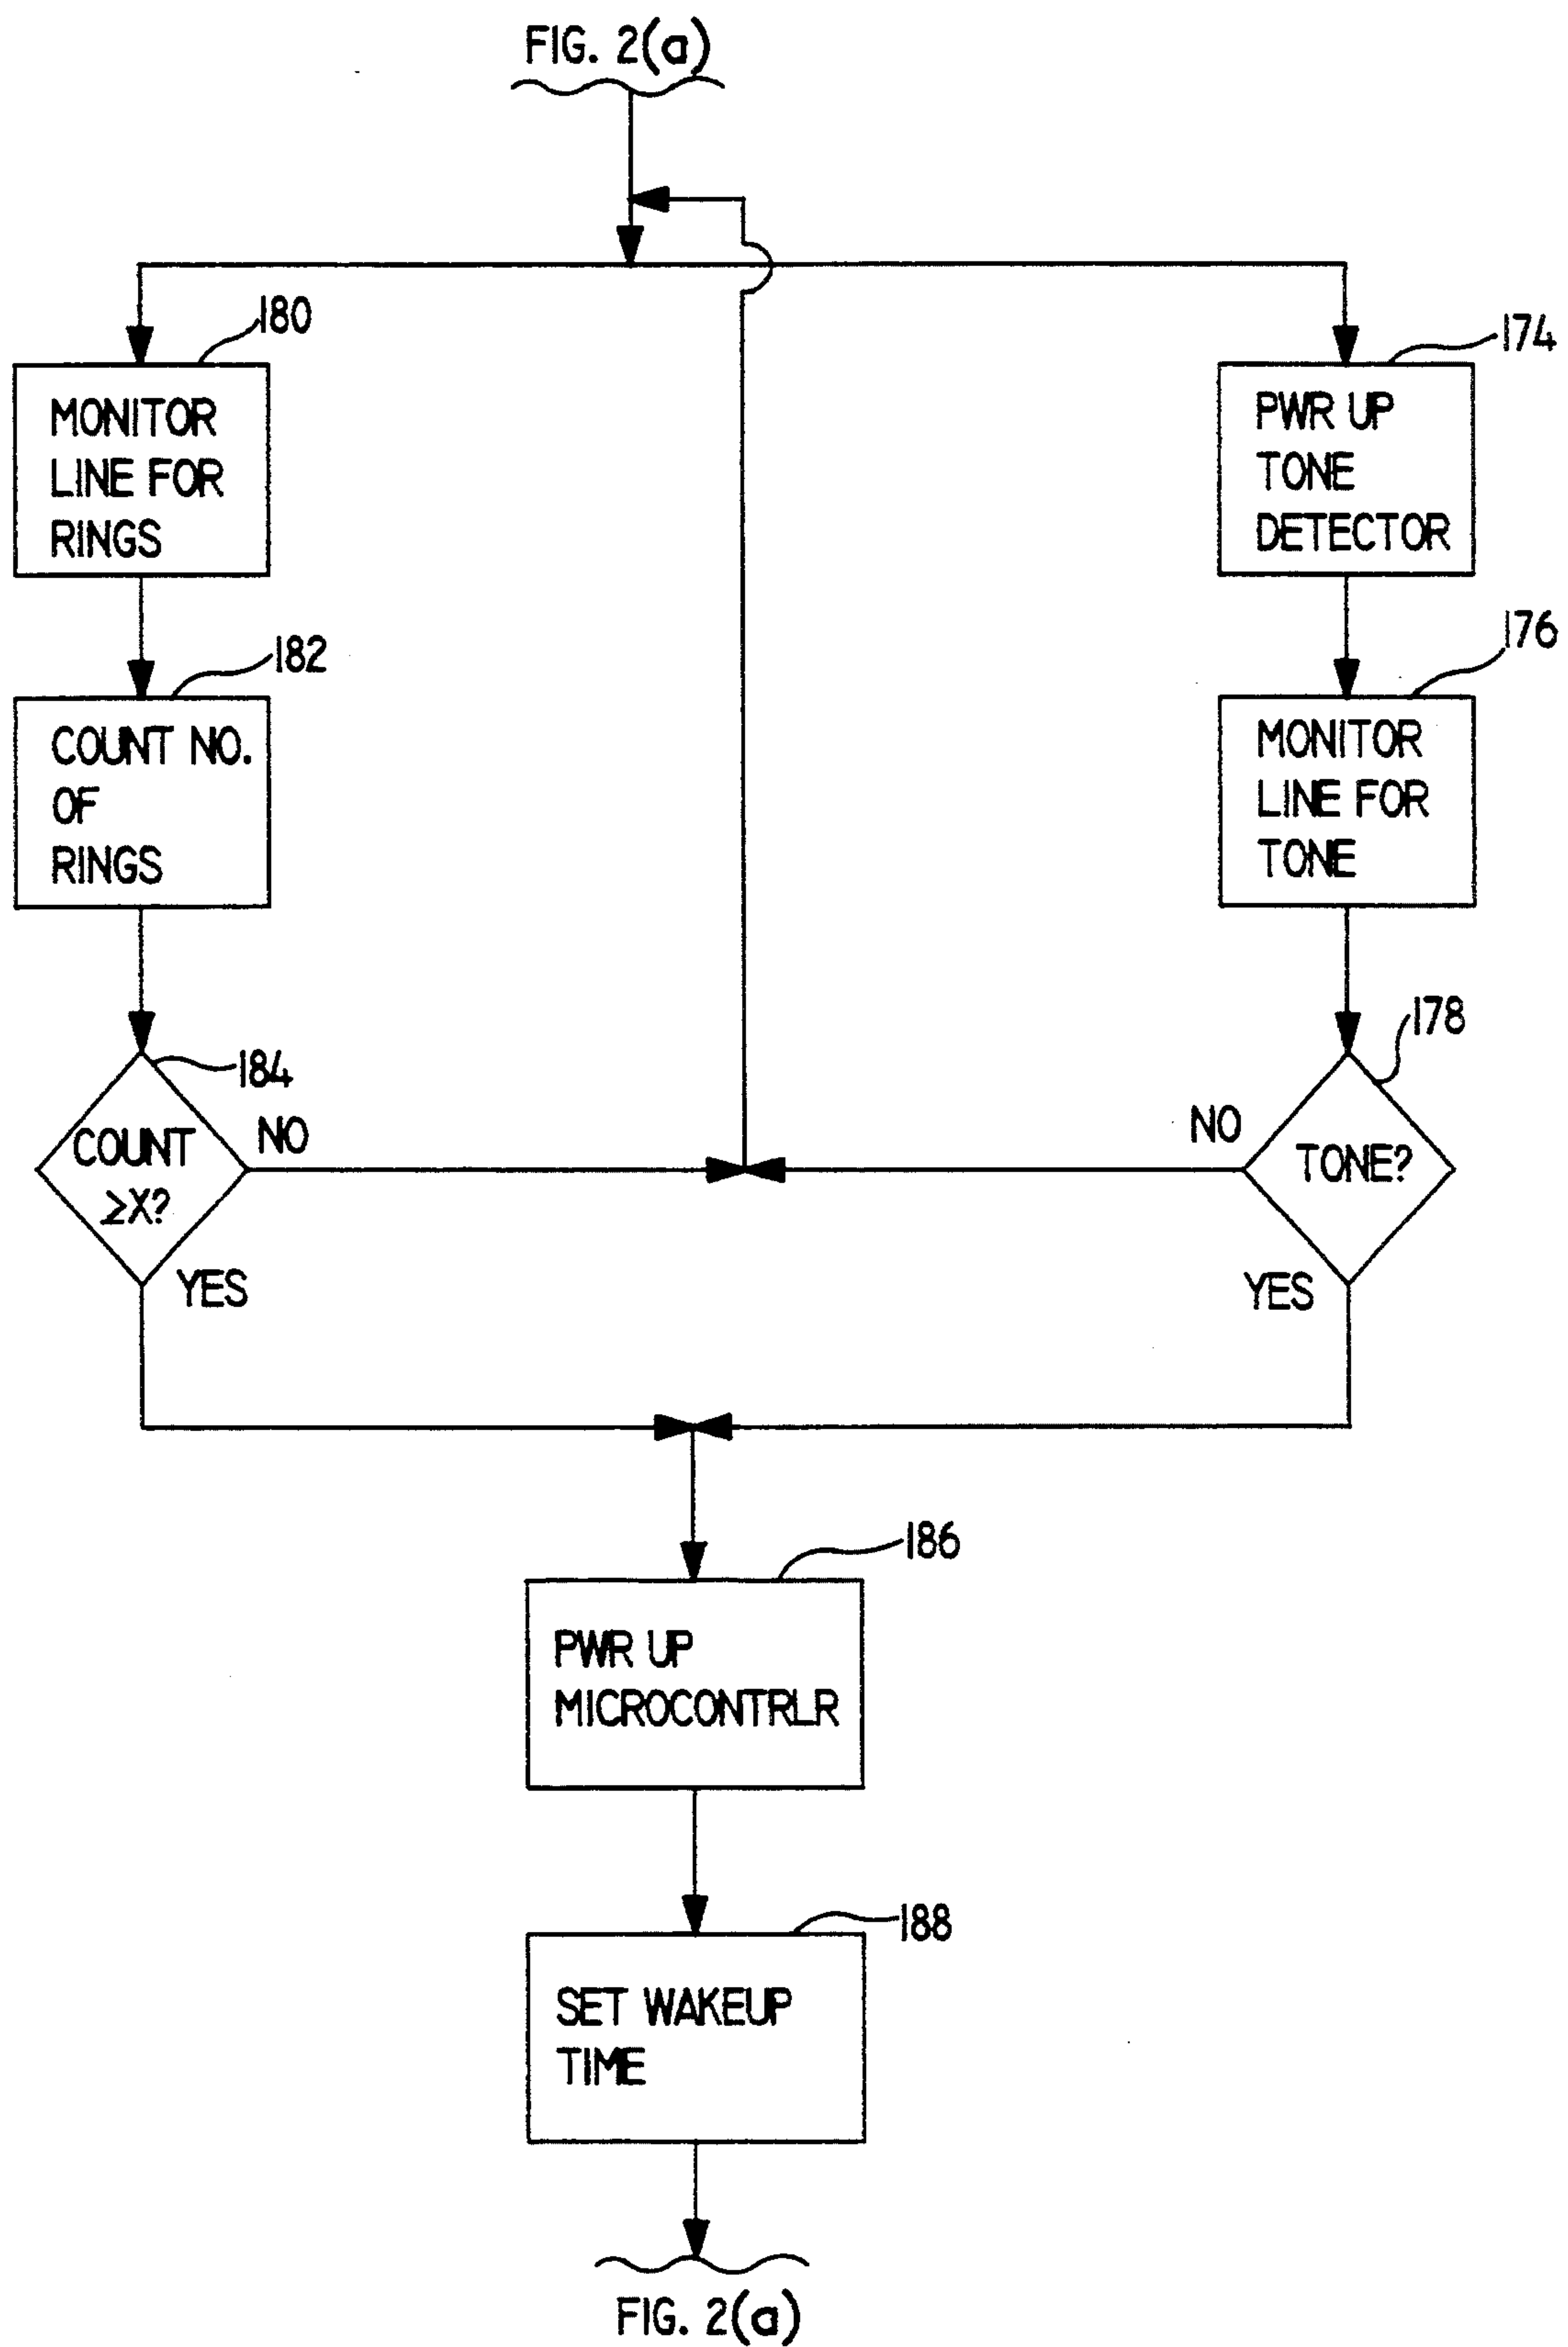 FIG. 2(a)
180
MONITOR
LINE FOR
RINGS
174
PWR UP
TONE
DETECTOR
182
COUNT NO.
OF
RINGS
176
MONITOR
LINE FOR
TONE
184
COUNT
≥X?
NO
YES
178
TONE?
NO
YES
186
PWR UP
MICROCONTRLR
188
SET WAKEUP
TIME
FIG. 2(a)